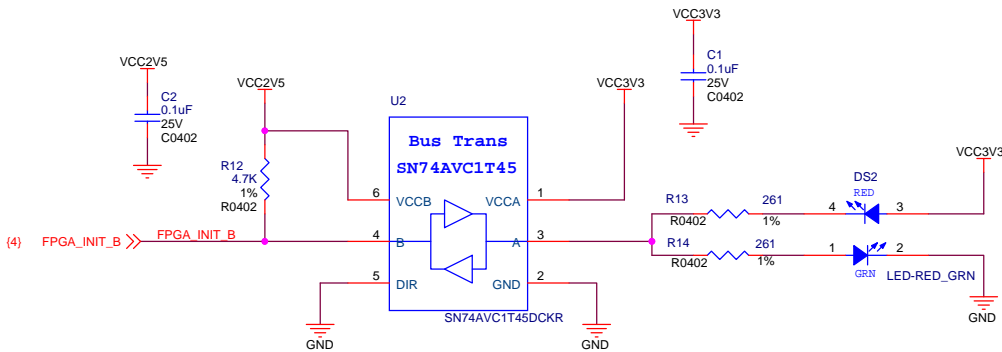 VCC3V3
C1
0.1uF
25V
C0402
VCC2V5
C2
0.1uF
25V
C0402
VCC2V5
VCC3V3
U2
Bus Trans
SN74AVC1T45
R12
4.7K
1%
R0402
6
VCCB
VCCA
1
{4}
FPGA_INIT_B
FPGA_INIT_B
4
B
A
3
5
DIR
GND
2
SN74AVC1T45DCKR
GND
GND
R13
261
R0402
1%
R14
261
R0402
1%
VCC3V3
DS2
RED
4
3
1
2
GRN
LED-RED_GRN
GND